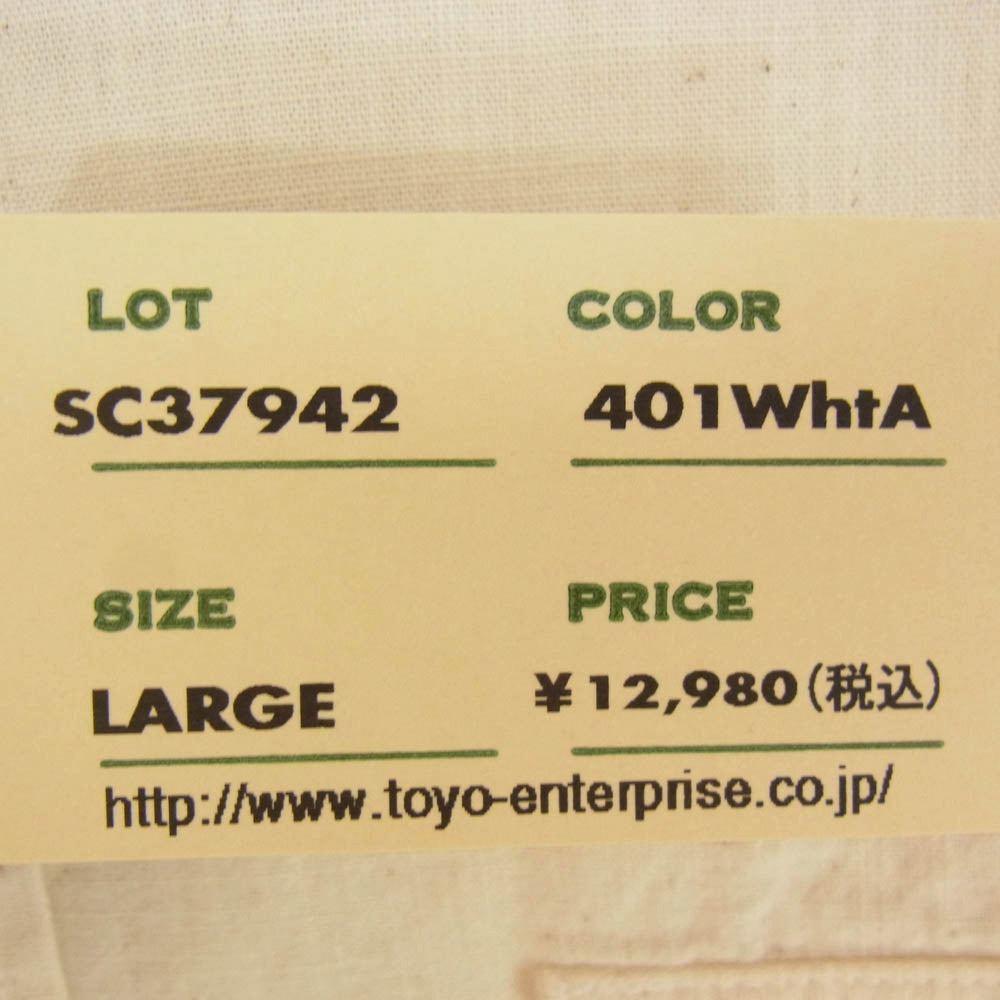 LOT COLOR
SC37942 401WhtA
SIZE PRICE
LARGE ¥12,980(税込)
http://www.toyo-enterprise.co.jp/